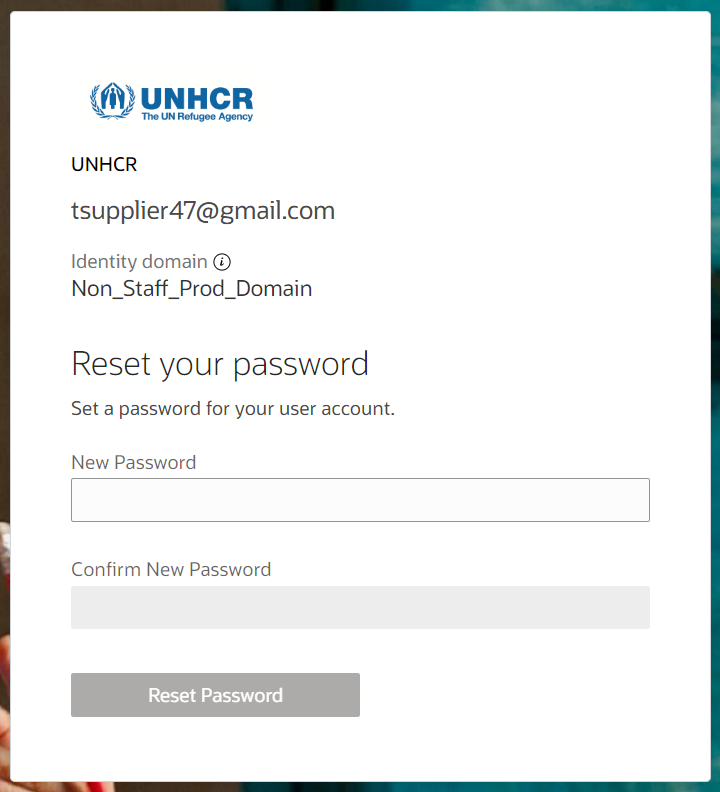 UNHCR
The UN Refugee Agency
UNHCR
tsupplier47@gmail.com
Identity domain
Non_Staff_Prod_Domain
Reset your password
Set a password for your user account.
New Password
Confirm New Password
Reset Password